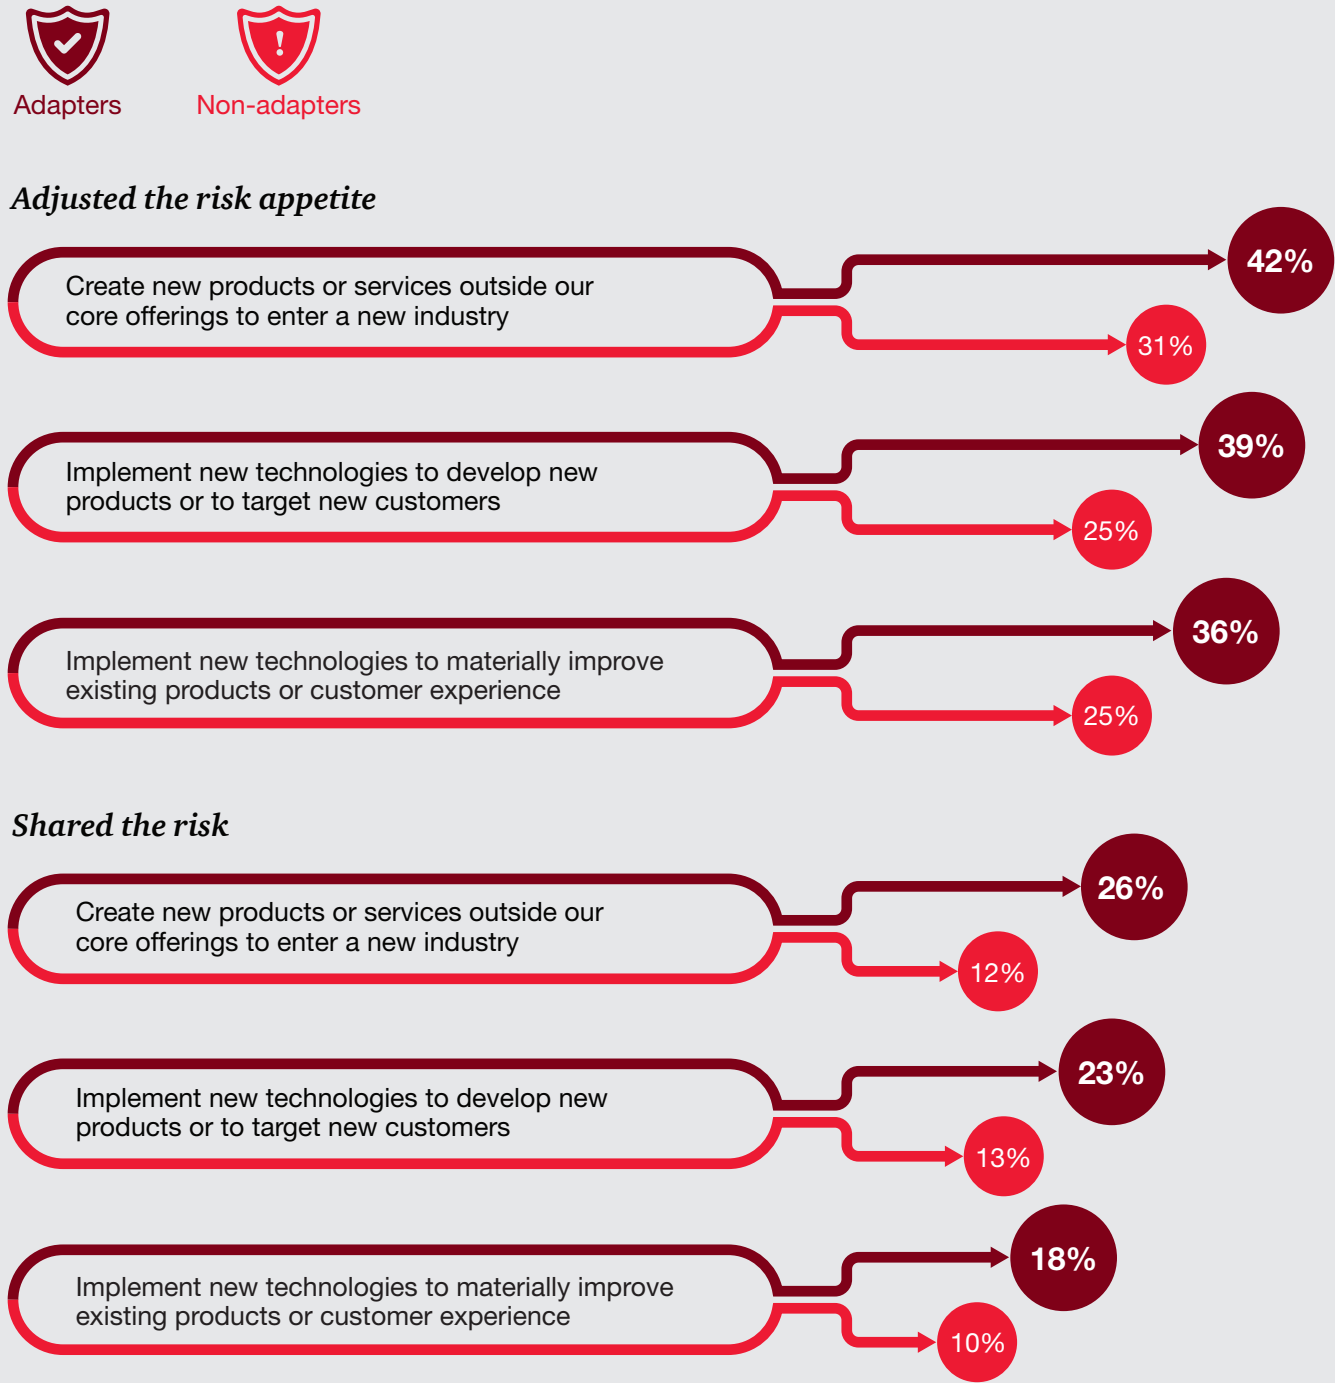 Adapters
Non-adapters
Adjusted the risk appetite
Create new products or services outside our
core offerings to enter a new industry
42%
31%
Implement new technologies to develop new
products or to target new customers
39%
25%
Implement new technologies to materially improve
existing products or customer experience
36%
25%
Shared the risk
Create new products or services outside our
core offerings to enter a new industry
26%
12%
Implement new technologies to develop new
products or to target new customers
23%
13%
Implement new technologies to materially improve
existing products or customer experience
18%
10%